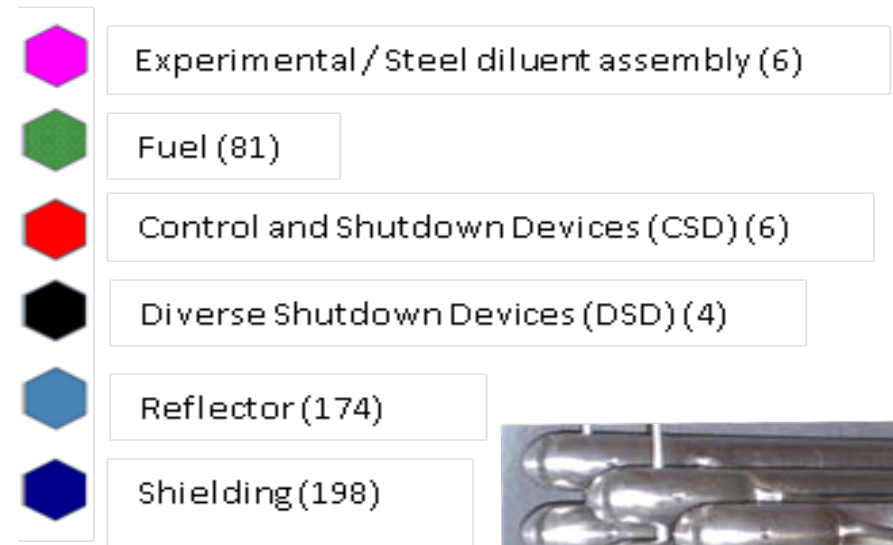 Experimental/Steel diluent assembly (6)
Fuel (81)
Control and Shutdown Devices (CSD) (6)
Diverse Shutdown Devices (DSD) (4)
Reflector (174)
Shielding (198)